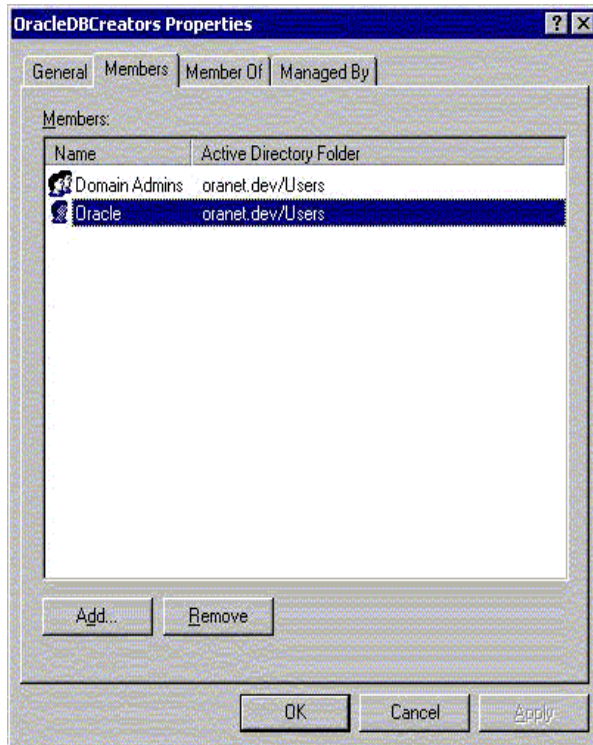 OracleDBCreators Properties
General Members Member Of Managed By
Members:
Name Active Directory Folder
Domain Admins oranet.dev/Users
Oracle oranet.dev/Users
Add... Remove
OK Cancel Apply